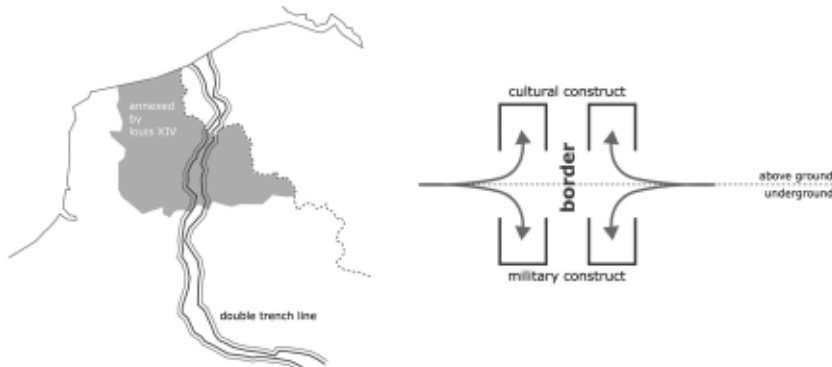 annexed
by
louis XIV
double trench line
cultural construct
border
above ground
underground
military construct